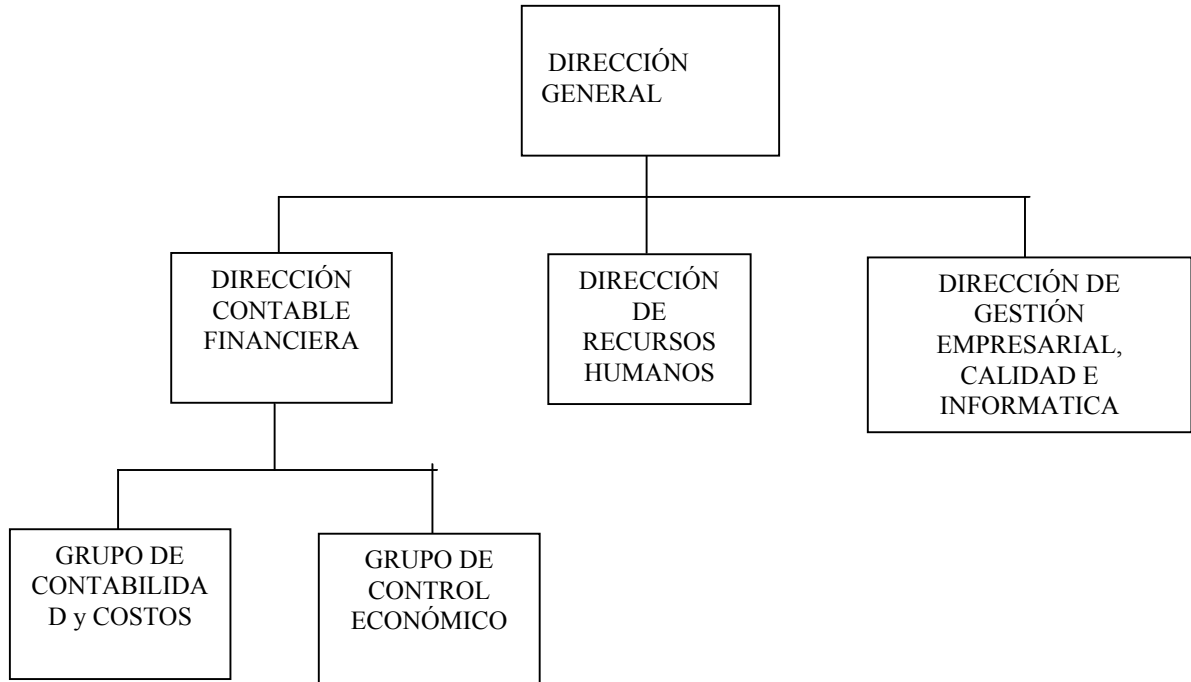 DIRECCIÓN
GENERAL
DIRECCIÓN
CONTABLE
FINANCIERA
DIRECCIÓN
DE
RECURSOS
HUMANOS
DIRECCIÓN DE
GESTIÓN
EMPRESARIAL,
CALIDAD E
INFORMATICA
GRUPO DE
CONTABILIDA
D y COSTOS
GRUPO DE
CONTROL
ECONÓMICO